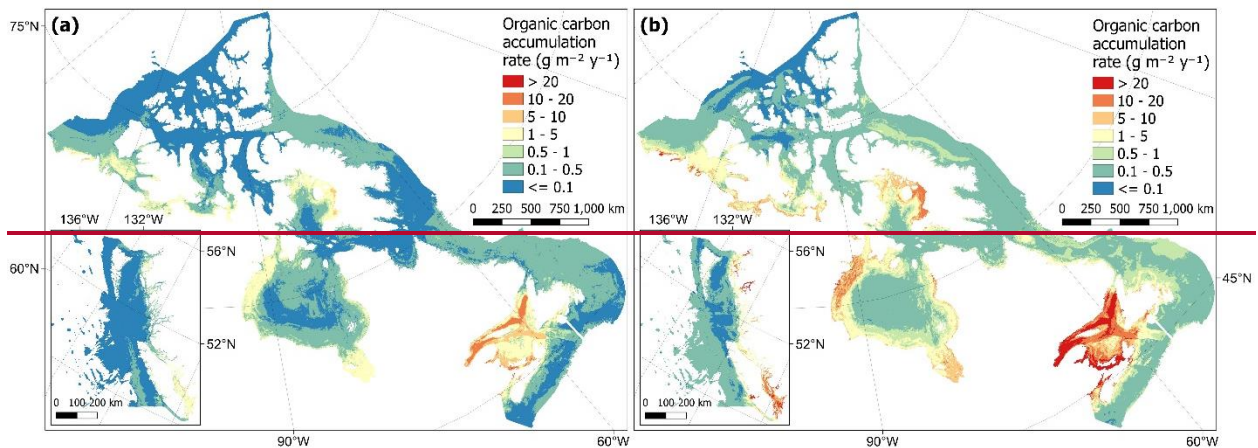 75°N
(a)
Organic carbon
accumulation
rate (g m⁻² y⁻¹)
> 20
10 - 20
5 - 10
1 - 5
0.5 - 1
0.1 - 0.5
<= 0.1
0 250 500 750 1,000 km
136°W
132°W
56°N
52°N
60°N
0 100 200 km
90°W
60°W
(b)
Organic carbon
accumulation
rate (g m⁻² y⁻¹)
> 20
10 - 20
5 - 10
1 - 5
0.5 - 1
0.1 - 0.5
<= 0.1
0 250 500 750 1,000 km
136°W
132°W
56°N
52°N
45°N
0 100 200 km
90°W
60°W